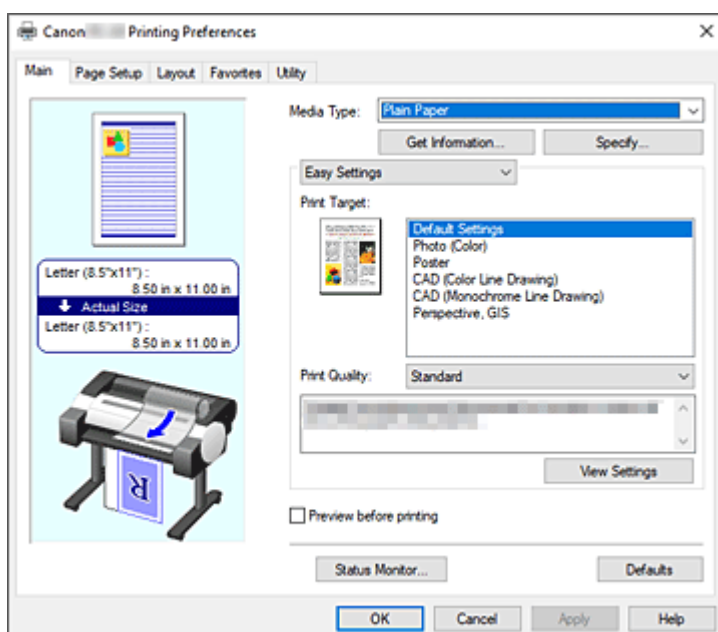 Canon Printing Preferences
Main Page Setup Layout Favorites Utility
Media Type: Plain Paper
Get Information... Specify...
Easy Settings
Print Target:
Default Settings
Photo (Color)
Poster
CAD (Color Line Drawing)
CAD (Monochrome Line Drawing)
Perspective, GIS
Letter (8.5"x11") :
8.50 in x 11.00 in
Actual Size
Letter (8.5"x11") :
8.50 in x 11.00 in
Print Quality: Standard
R
View Settings
Preview before printing
Status Monitor... Defaults
OK Cancel Apply Help